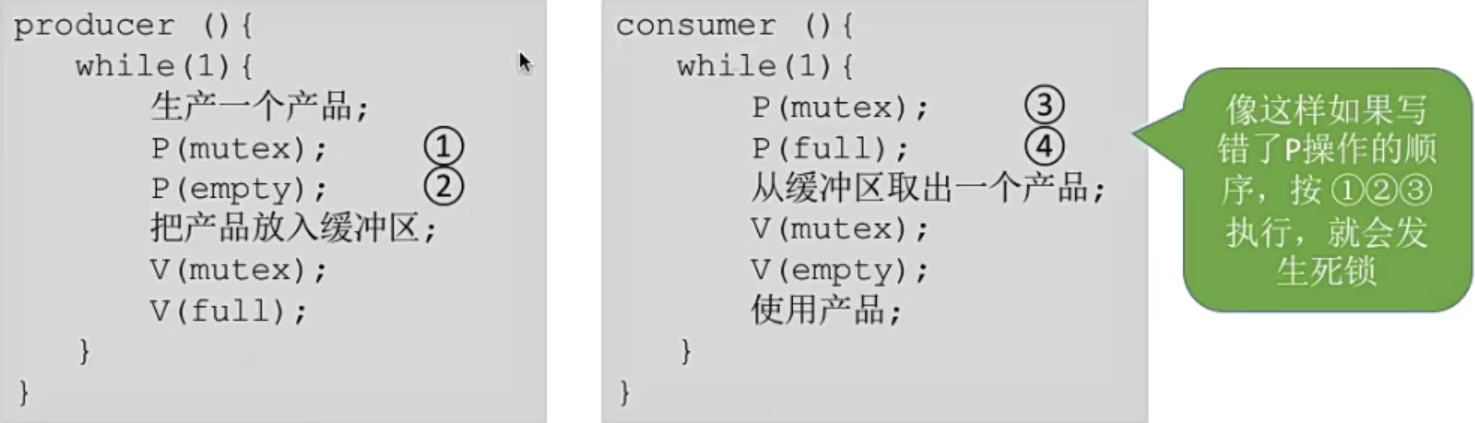 producer (){
while(1){
生产一个产品;
P(mutex); ①
P(empty); ②
把产品放入缓冲区;
V(mutex);
V(full);
}
}
consumer (){
while(1){
P(mutex); ③
P(full); ④
从缓冲区取出一个产品;
V(mutex);
V(empty);
使用产品;
}
}
像这样如果写
错了P操作的顺
序，按 ①②③
执行，就会发
生死锁